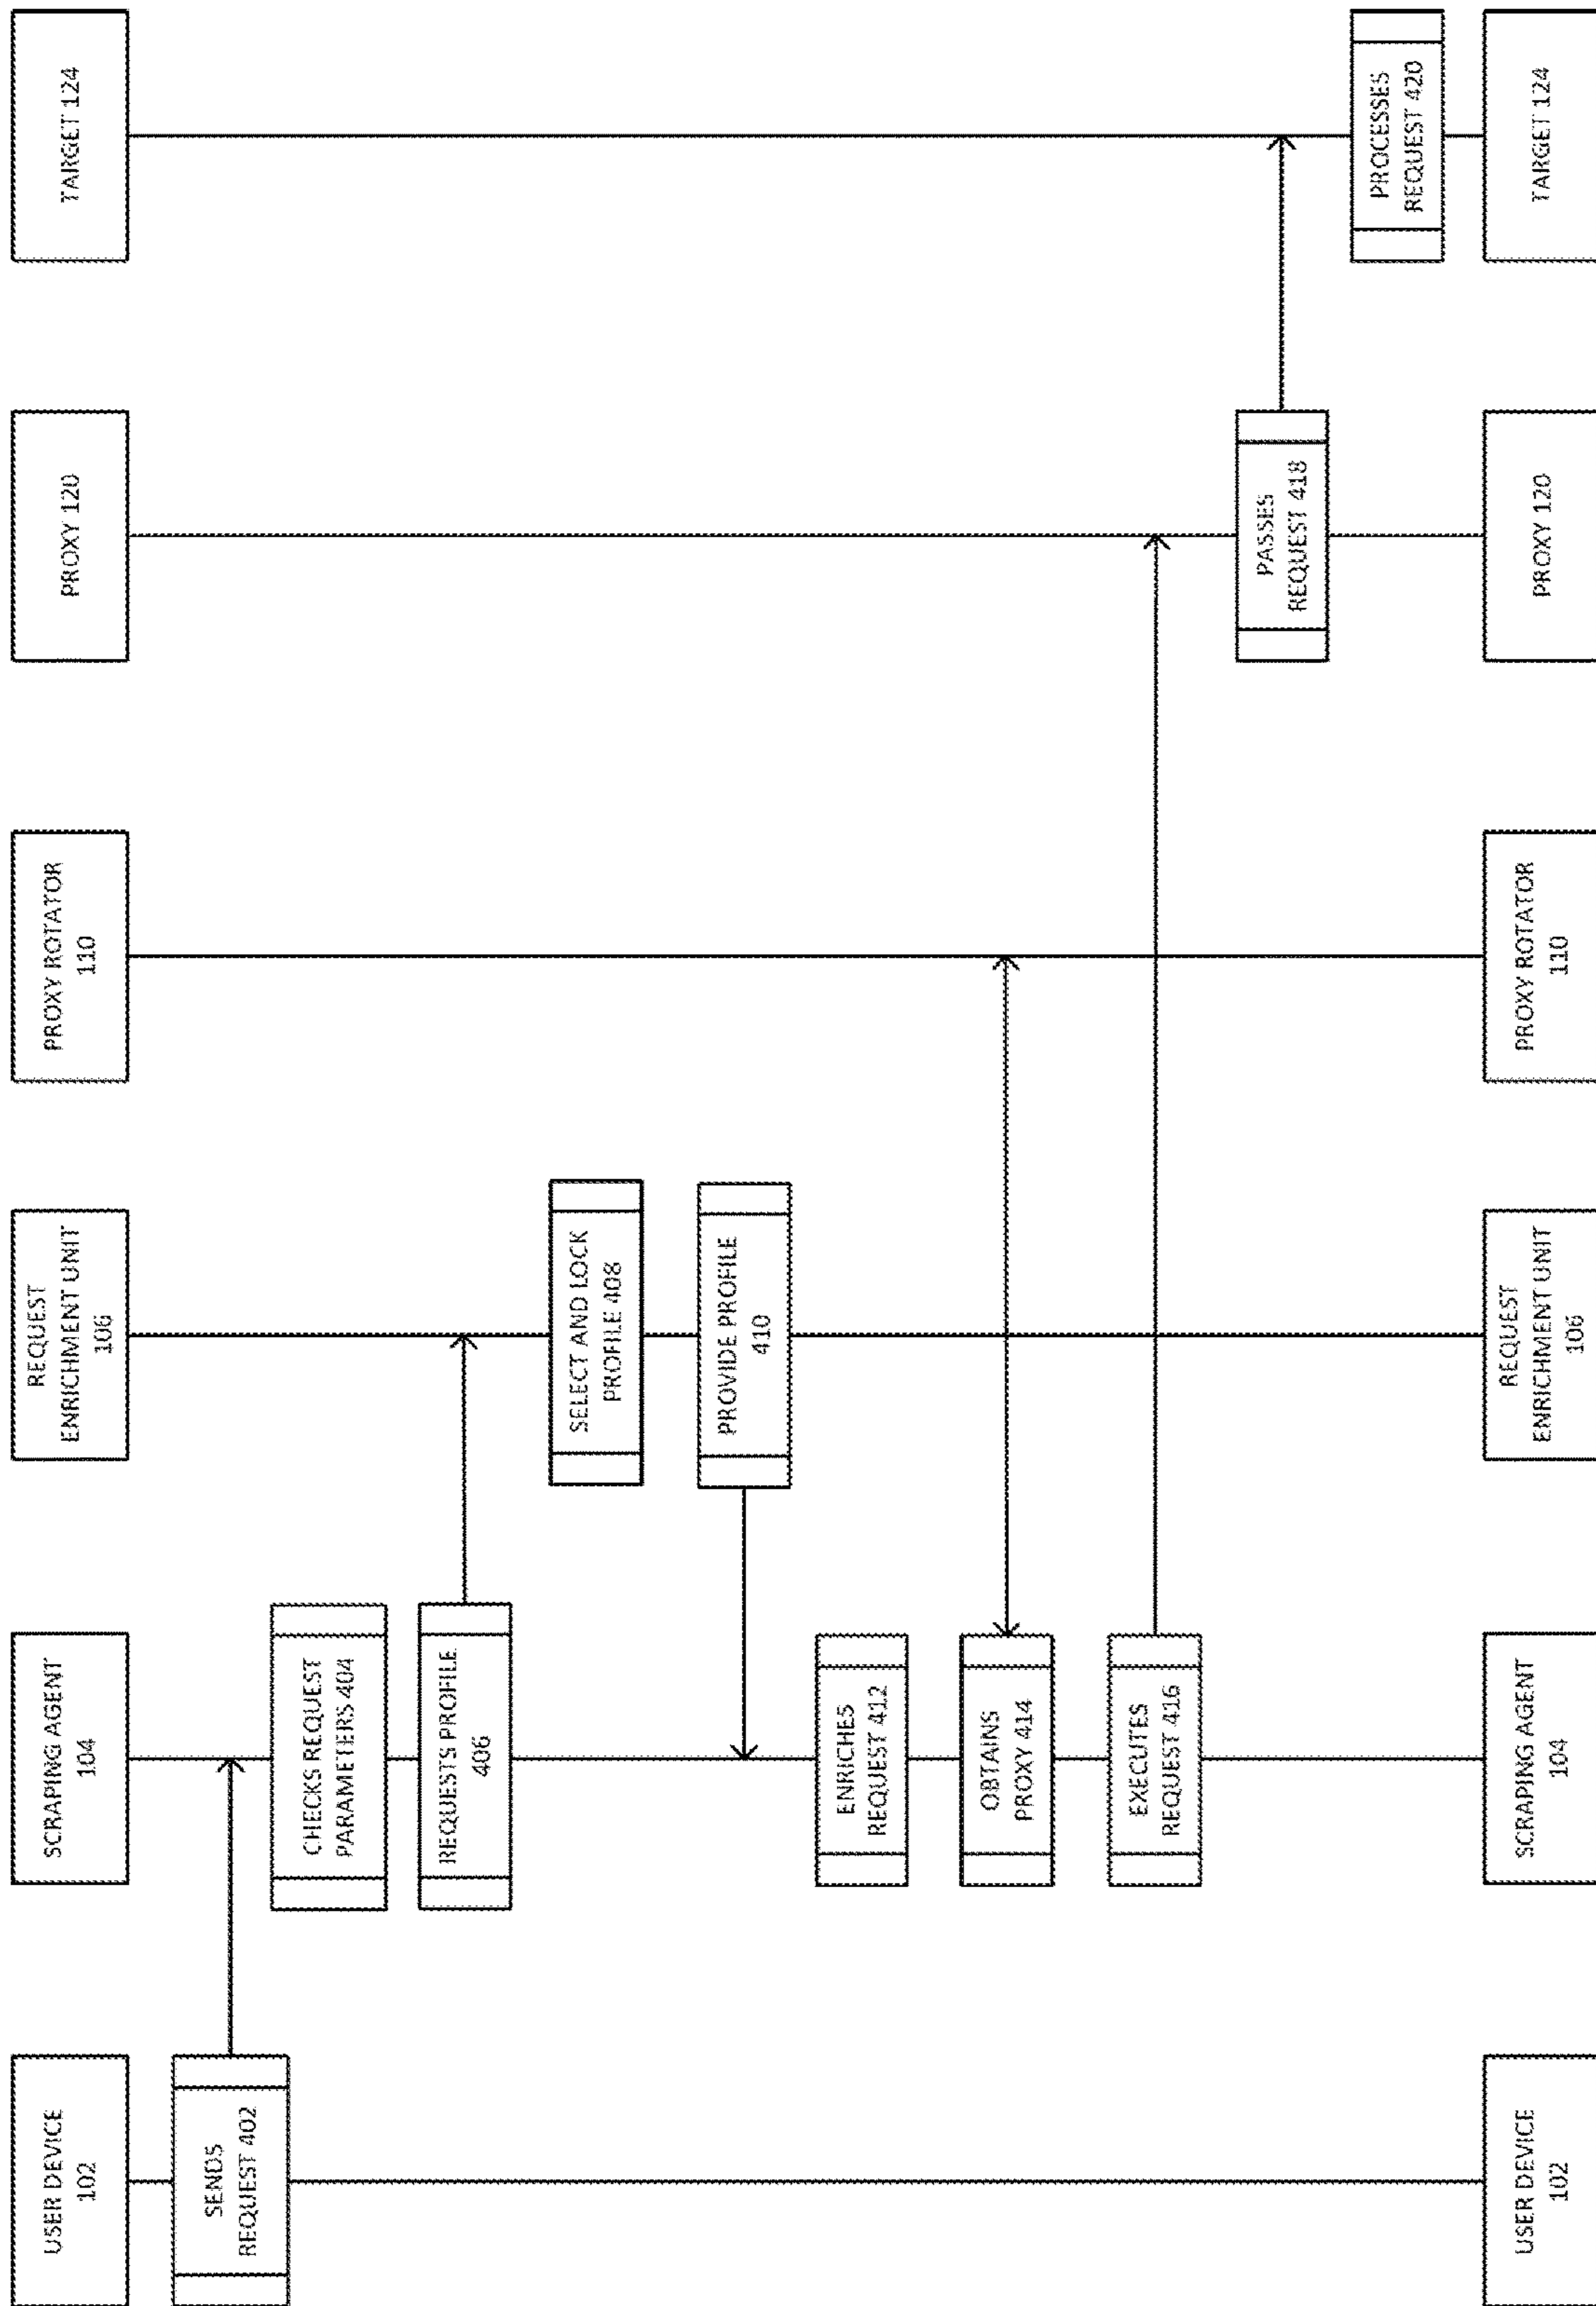 USER DEVICE
102
SCRAPING AGENT
104
REQUEST
ENRICHMENT UNIT
106
PROXY ROTATOR
110
PROXY 120
TARGET 124
SENDS
REQUEST 402
CHECKS REQUEST
PARAMETERS 404
REQUESTS PROFILE
406
SELECT AND LOCK
PROFILE 408
PROVIDE PROFILE
410
ENRICHES
REQUEST 412
OBTAINS
PROXY 414
EXECUTES
REQUEST 416
PASSES
REQUEST 418
PROCESSES
REQUEST 420
USER DEVICE
102
SCRAPING AGENT
104
REQUEST
ENRICHMENT UNIT
106
PROXY ROTATOR
110
PROXY 120
TARGET 124